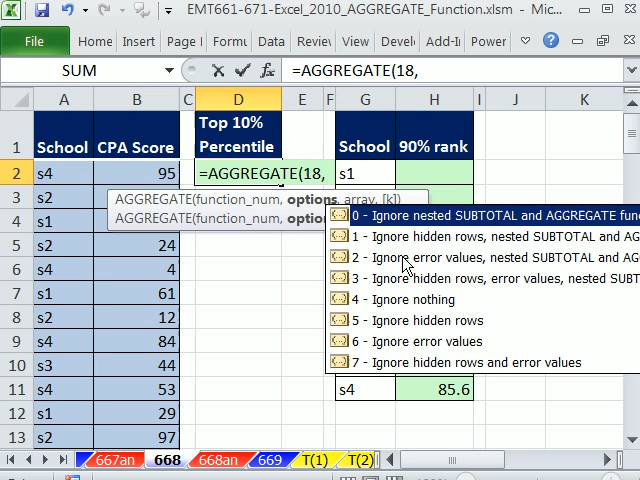 EMT661-671-Excel_2010_AGGREGATE_Function.xlsm - Mic...
File Home Insert Page Form Data Revi Deve Add-I Power
SUM =AGGREGATE(18,
A B C D E F G H I J K
1 School CPA Score Top 10% Percentile School 90% rank
2 s4 95 =AGGREGATE(18, s1
3 s2
AGGREGATE(function_num, options, array, [k])
4 s1
AGGREGATE(function_num, optio
0 - Ignore nested SUBTOTAL and AGGREGATE func
1 - Ignore hidden rows, nested SUBTOTAL and AG
5 s2 24
2 - Ignore error values, nested SUBTOTAL and AG
6 s4 4
3 - Ignore hidden rows, error values, nested SUBT
7 s1 61
4 - Ignore nothing
8 s2 12
5 - Ignore hidden rows
9 s4 84
6 - Ignore error values
10 s3 44
7 - Ignore hidden rows and error values
11 s4 53 s4 85.6
12 s1 29
13 s2 97
667an 668 668an 669 T(1) T(2)